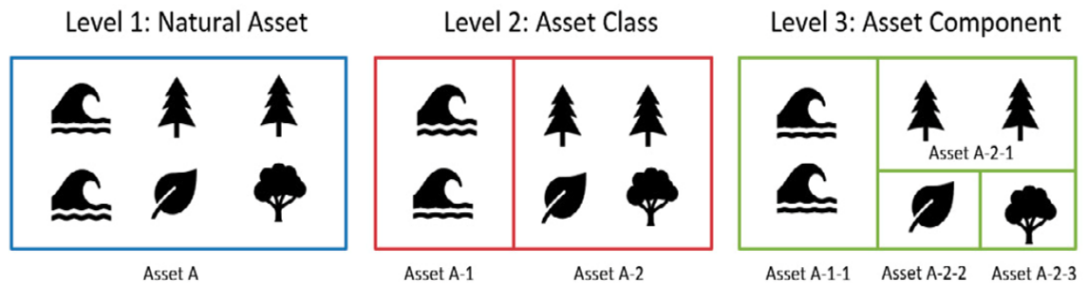 Level 1: Natural Asset
Level 2: Asset Class
Level 3: Asset Component
Asset A-2-1
Asset A
Asset A-1
Asset A-2
Asset A-1-1
Asset A-2-2
Asset A-2-3